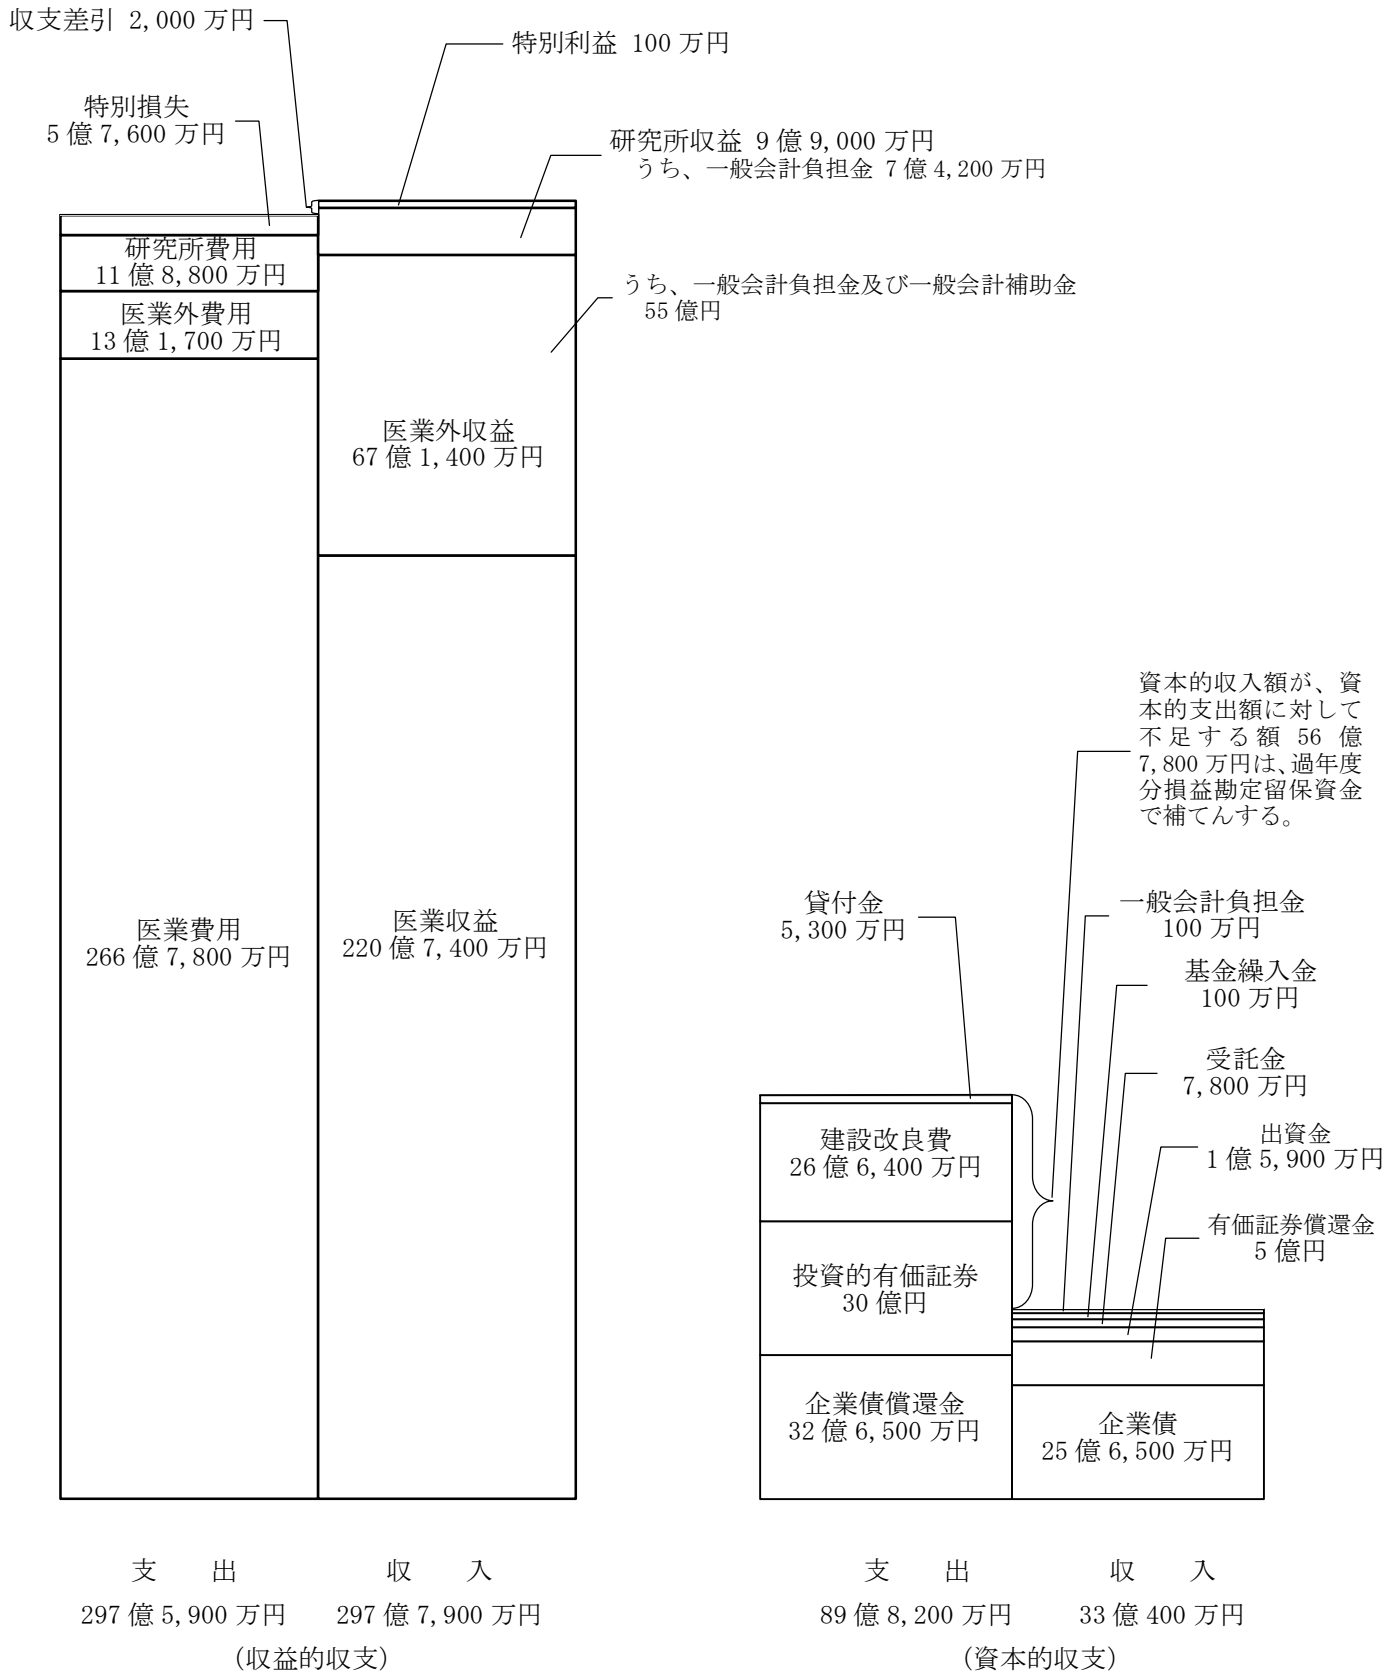 収支差引 2,000 万円
特別利益 100 万円
特別損失
5 億 7,600 万円
研究所収益 9 億 9,000 万円
うち、一般会計負担金 7 億 4,200 万円
研究所費用
11 億 8,800 万円
医業外費用
13 億 1,700 万円
うち、一般会計負担金及び一般会計補助金
55 億円
医業外収益
67 億 1,400 万円
医業費用
266 億 7,800 万円
医業収益
220 億 7,400 万円
資本的収入額が、資
本的支出額に対して
不足する額 56 億
7,800 万円は、過年度
分損益勘定留保資金
で補てんする。
貸付金
5,300 万円
一般会計負担金
100 万円
基金繰入金
100 万円
受託金
7,800 万円
出資金
1 億 5,900 万円
有価証券償還金
5 億円
建設改良費
26 億 6,400 万円
投資的有価証券
30 億円
企業債償還金
32 億 6,500 万円
企業債
25 億 6,500 万円
支 出 収 入
297 億 5,900 万円 297 億 7,900 万円
(収益的収支)
支 出 収 入
89 億 8,200 万円 33 億 400 万円
(資本的収支)